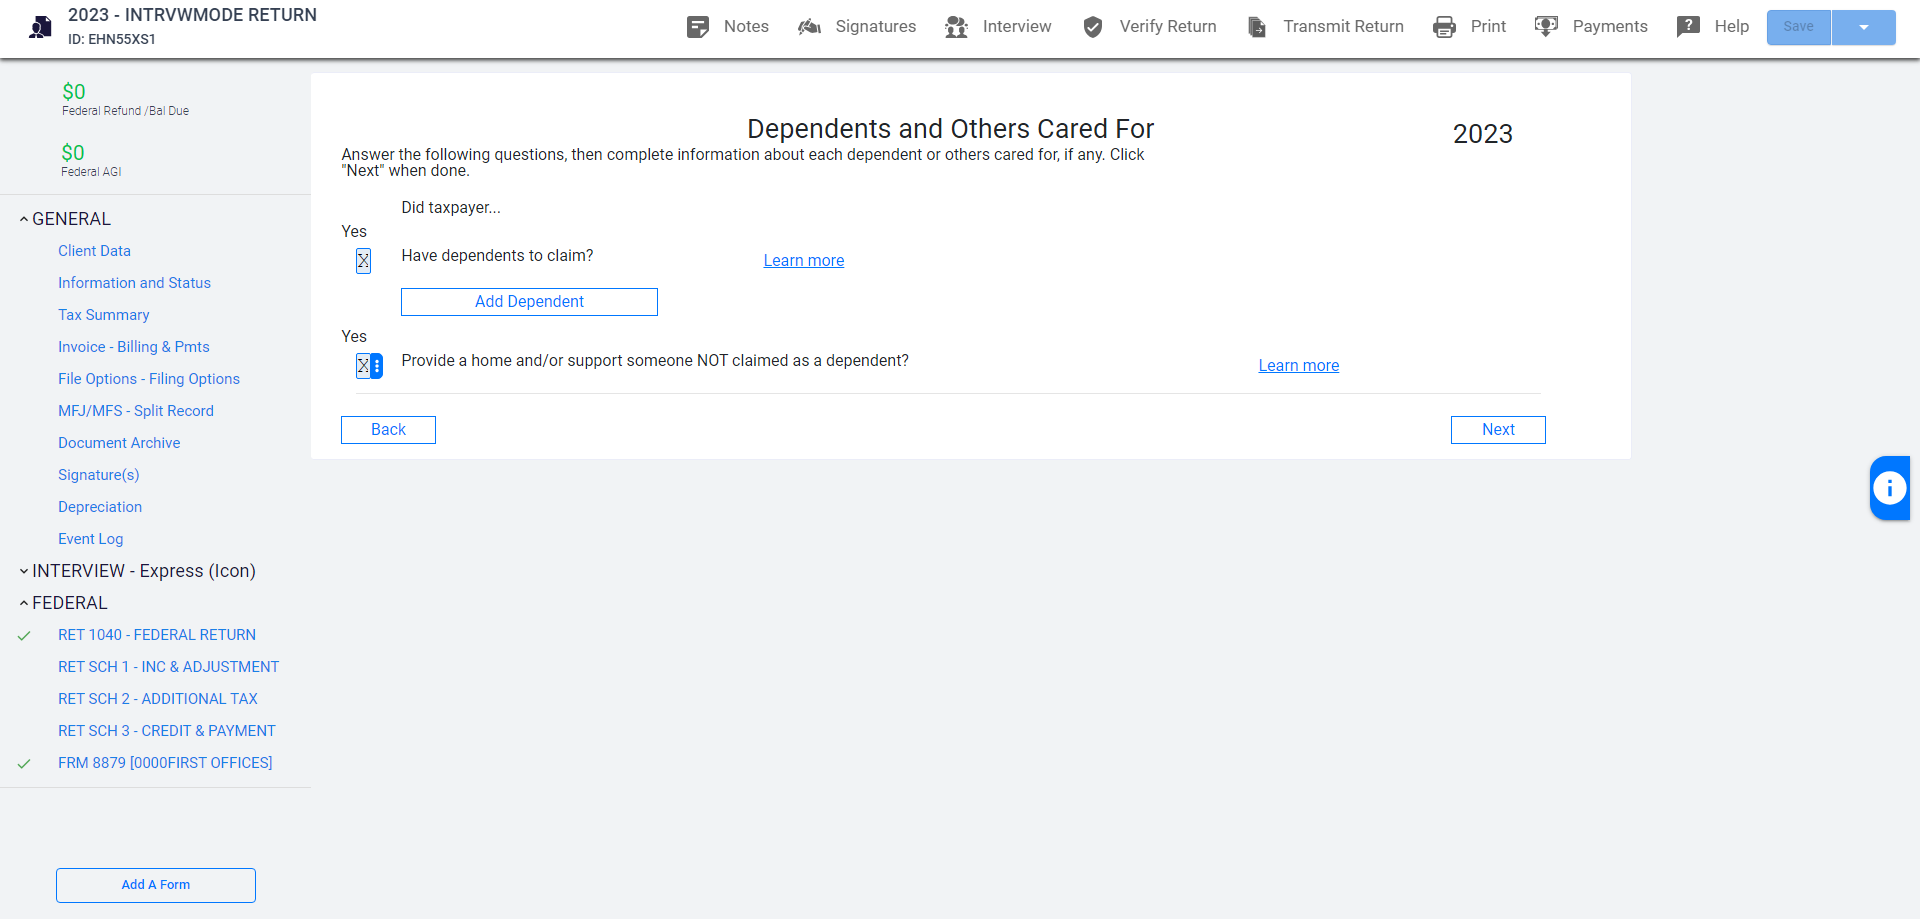 2023 - INTRVWMODE RETURN
ID: EHN55XS1
Notes
Signatures
Interview
Verify Return
Transmit Return
Print
Payments
Help
Save
$0
Federal Refund /Bal Due
$0
Federal AGI
GENERAL
Client Data
Information and Status
Tax Summary
Invoice - Billing & Pmts
File Options - Filing Options
MFJ/MFS - Split Record
Document Archive
Signature(s)
Depreciation
Event Log
INTERVIEW - Express (Icon)
FEDERAL
RET 1040 - FEDERAL RETURN
RET SCH 1 - INC & ADJUSTMENT
RET SCH 2 - ADDITIONAL TAX
RET SCH 3 - CREDIT & PAYMENT
FRM 8879 [0000FIRST OFFICES]
Add A Form
Dependents and Others Cared For
2023
Answer the following questions, then complete information about each dependent or others cared for, if any. Click
"Next" when done.
Did taxpayer...
Yes
X Have dependents to claim? Learn more
Add Dependent
Yes
X Provide a home and/or support someone NOT claimed as a dependent? Learn more
Back
Next